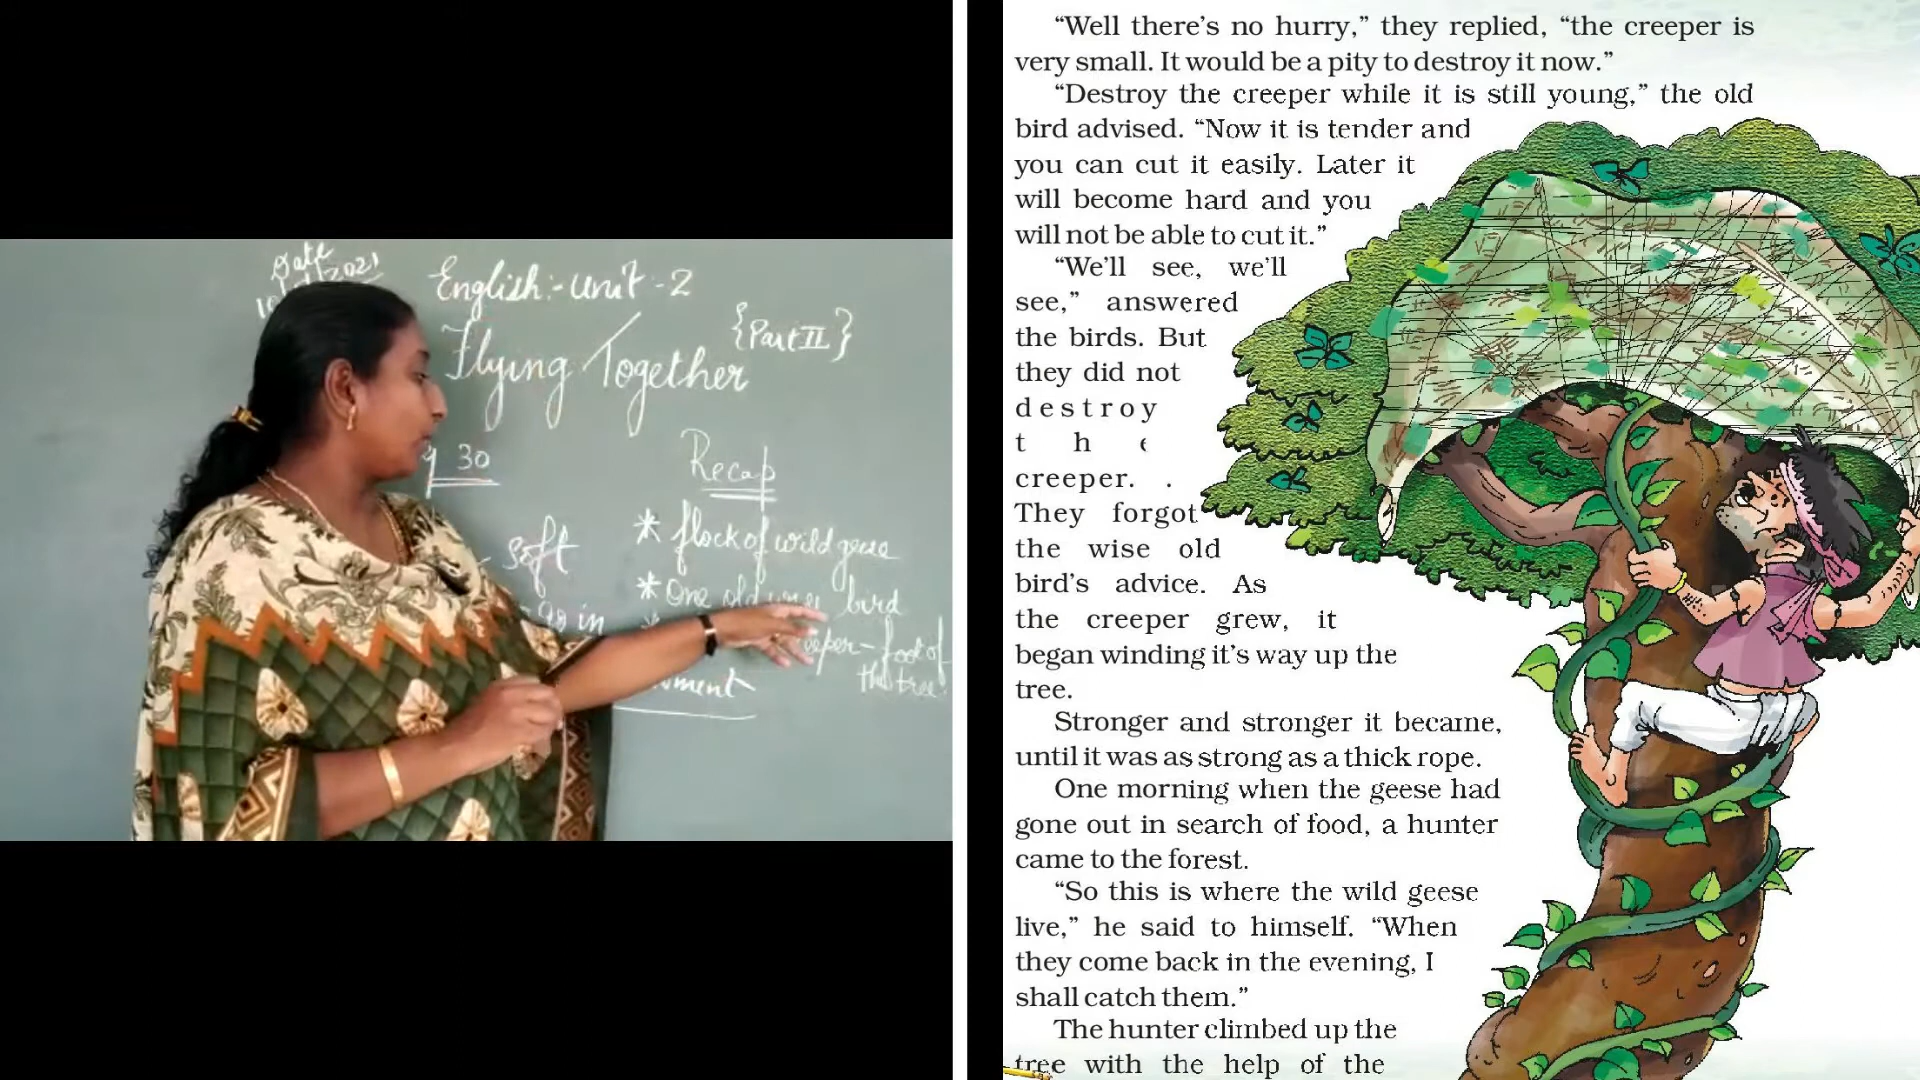 Date
English:- Unit - 2
Flying Together
{Part II}
30
Recap
soft
* flock of wild geese
go in
* One old bird
- foot of
the tree
"Well there's no hurry," they replied, "the creeper is
very small. It would be a pity to destroy it now."
"Destroy the creeper while it is still young," the old
bird advised. "Now it is tender and
you can cut it easily. Later it
will become hard and you
will not be able to cut it."
"We'll see, we'll
see," answered
the birds. But
they did not
destroy
t h e
creeper. .
They forgot
the wise old
bird's advice. As
the creeper grew, it
began winding it's way up the
tree.
Stronger and stronger it became,
until it was as strong as a thick rope.
One morning when the geese had
gone out in search of food, a hunter
came to the forest.
"So this is where the wild geese
live," he said to himself. "When
they come back in the evening, I
shall catch them."
The hunter climbed up the
tree with the help of the